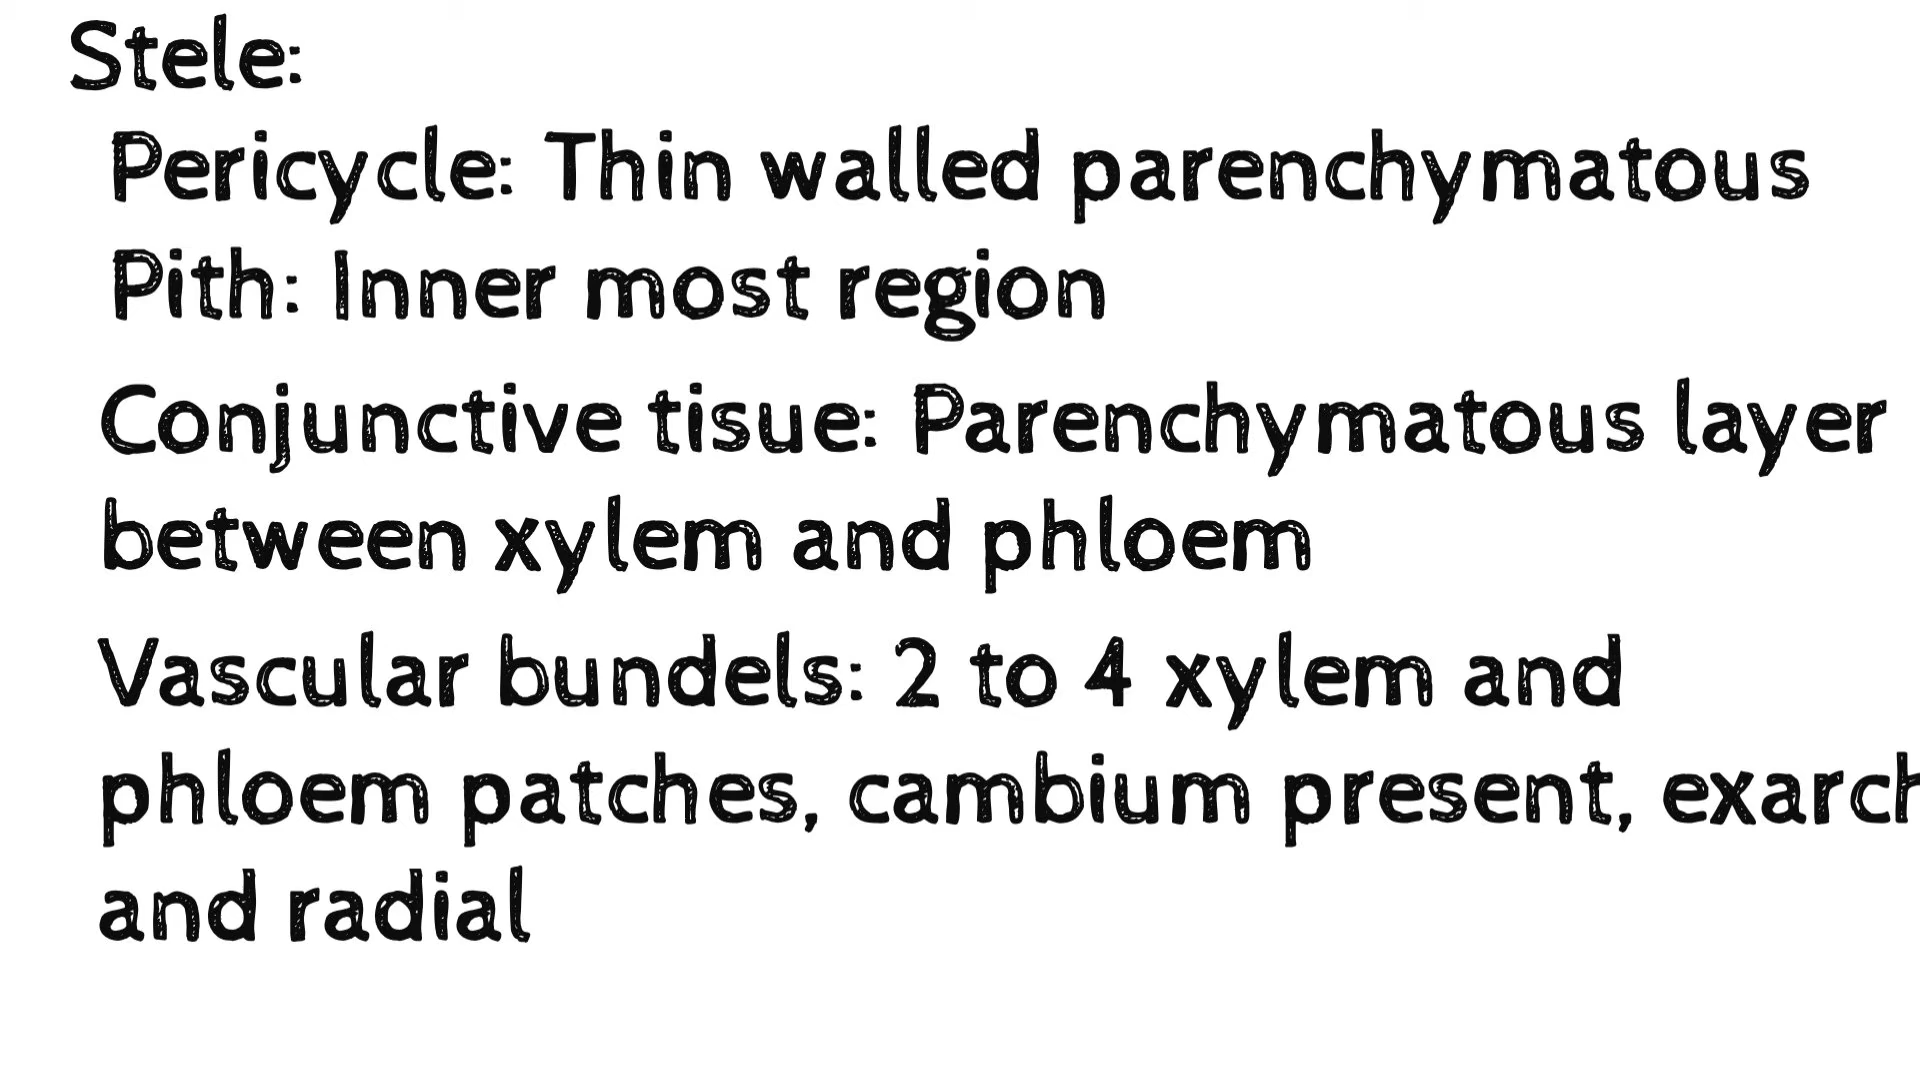 Stele:
Pericycle: Thin walled parenchymatous
Pith: Inner most region
Conjunctive tisue: Parenchymatous layer
between xylem and phloem
Vascular bundels: 2 to 4 xylem and
phloem patches, cambium present, exarch
and radial